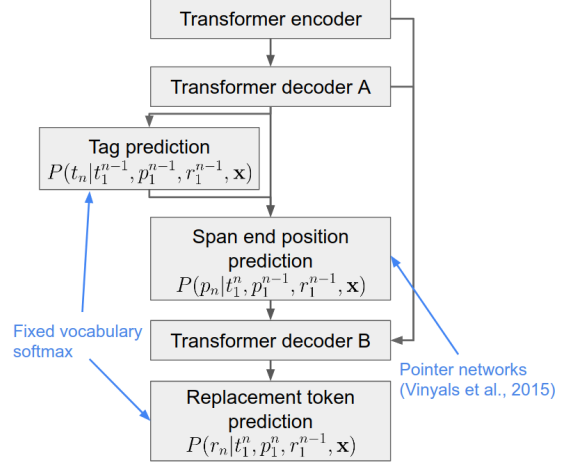 Transformer encoder
Transformer decoder A
Tag prediction
P(t_n|t_1^{n-1}, p_1^{n-1}, r_1^{n-1}, x)
Span end position
prediction
P(p_n|t_1^n, p_1^{n-1}, r_1^{n-1}, x)
Fixed vocabulary
softmax
Transformer decoder B
Pointer networks
(Vinyals et al., 2015)
Replacement token
prediction
P(r_n|t_1^n, p_1^n, r_1^{n-1}, x)